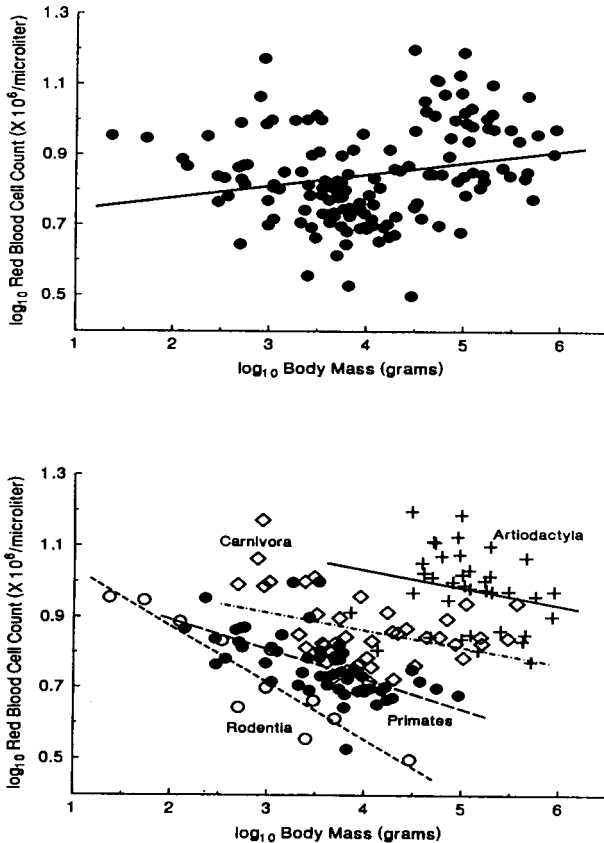 log10 Red Blood Cell Count (X 10^6/microliter)
1.3
1.1
0.9
0.7
0.5
1 2 3 4 5 6
log10 Body Mass (grams)
log10 Red Blood Cell Count (X 10^6/microliter)
1.3
1.1
0.9
0.7
0.5
Carnivora
Artiodactyla
Rodentia
Primates
1 2 3 4 5 6
log10 Body Mass (grams)